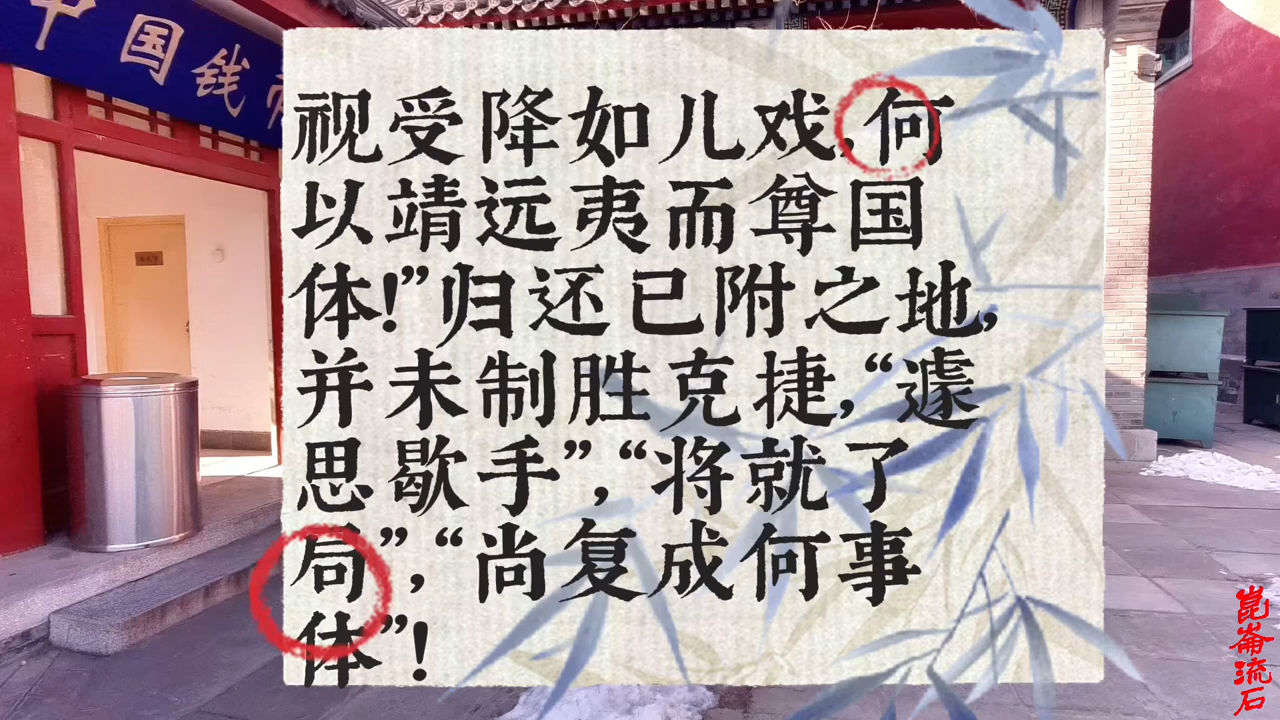 中国钱币
视受降如儿戏,何
以靖远夷而尊国
体!”归还已附之地,
并未制胜克捷,“遽
思歇手”,“将就了
局”,“尚复成何事
体”!
崑崙流石